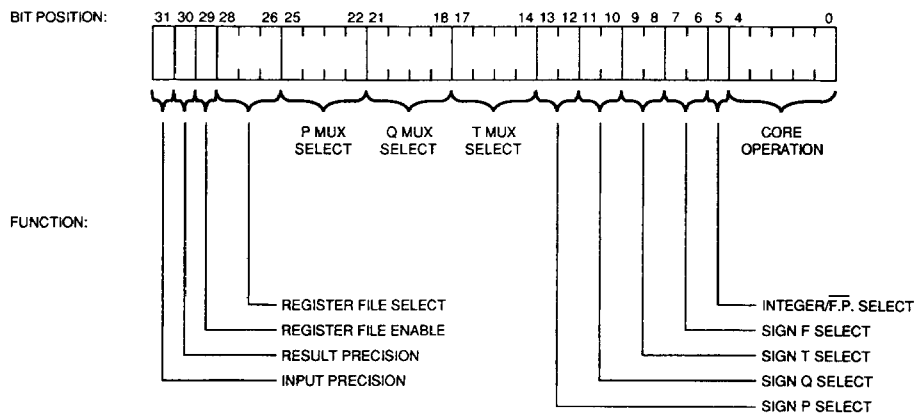 BIT POSITION: 31 30 29 28 26 25 22 21 18 17 14 13 12 11 10 9 8 7 6 5 4 0
P MUX SELECT
Q MUX SELECT
T MUX SELECT
CORE OPERATION
FUNCTION:
REGISTER FILE SELECT
REGISTER FILE ENABLE
RESULT PRECISION
INPUT PRECISION
INTEGER/F.P. SELECT
SIGN F SELECT
SIGN T SELECT
SIGN Q SELECT
SIGN P SELECT